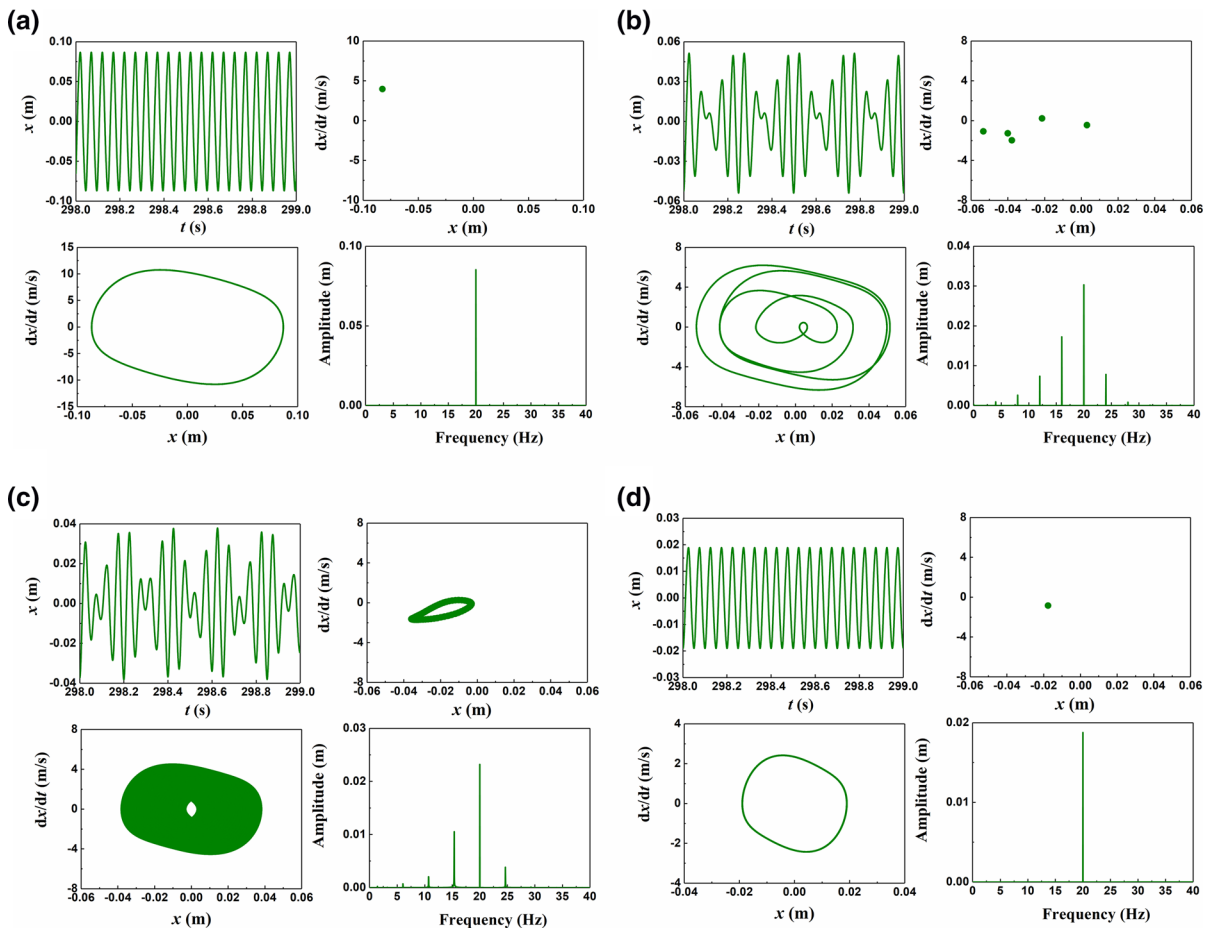 (a)
0.10
0.05
0.00
-0.05
-0.10
x (m)
298.0 298.2 298.4 298.6 298.8 299.0
t (s)
10
5
0
-5
-10
dx/dt (m/s)
-0.10 -0.05 0.00 0.05 0.10
x (m)
15
10
5
0
-5
-10
-15
dx/dt (m/s)
-0.10 -0.05 0.00 0.05 0.10
x (m)
0.10
0.05
0.00
Amplitude (m)
0 5 10 15 20 25 30 35 40
Frequency (Hz)
(b)
0.06
0.03
0.00
-0.03
-0.06
x (m)
298.0 298.2 298.4 298.6 298.8 299.0
t (s)
8
4
0
-4
-8
dx/dt (m/s)
-0.06 -0.04 -0.02 0.00 0.02 0.04 0.06
x (m)
8
4
0
-4
-8
dx/dt (m/s)
-0.06 -0.04 -0.02 0.00 0.02 0.04 0.06
x (m)
0.04
0.03
0.02
0.01
0.00
Amplitude (m)
0 5 10 15 20 25 30 35 40
Frequency (Hz)
(c)
0.04
0.02
0.00
-0.02
-0.04
x (m)
298.0 298.2 298.4 298.6 298.8 299.0
t (s)
8
4
0
-4
-8
dx/dt (m/s)
-0.06 -0.04 -0.02 0.00 0.02 0.04 0.06
x (m)
8
4
0
-4
-8
dx/dt (m/s)
-0.06 -0.04 -0.02 0.00 0.02 0.04 0.06
x (m)
0.03
0.02
0.01
0.00
Amplitude (m)
0 5 10 15 20 25 30 35 40
Frequency (Hz)
(d)
0.03
0.02
0.01
0.00
-0.01
-0.02
-0.03
x (m)
298.0 298.2 298.4 298.6 298.8 299.0
t (s)
8
4
0
-4
-8
dx/dt (m/s)
-0.06 -0.04 -0.02 0.00 0.02 0.04 0.06
x (m)
4
2
0
-2
-4
dx/dt (m/s)
-0.04 -0.02 0.00 0.02 0.04
x (m)
0.02
0.01
0.00
Amplitude (m)
0 5 10 15 20 25 30 35 40
Frequency (Hz)